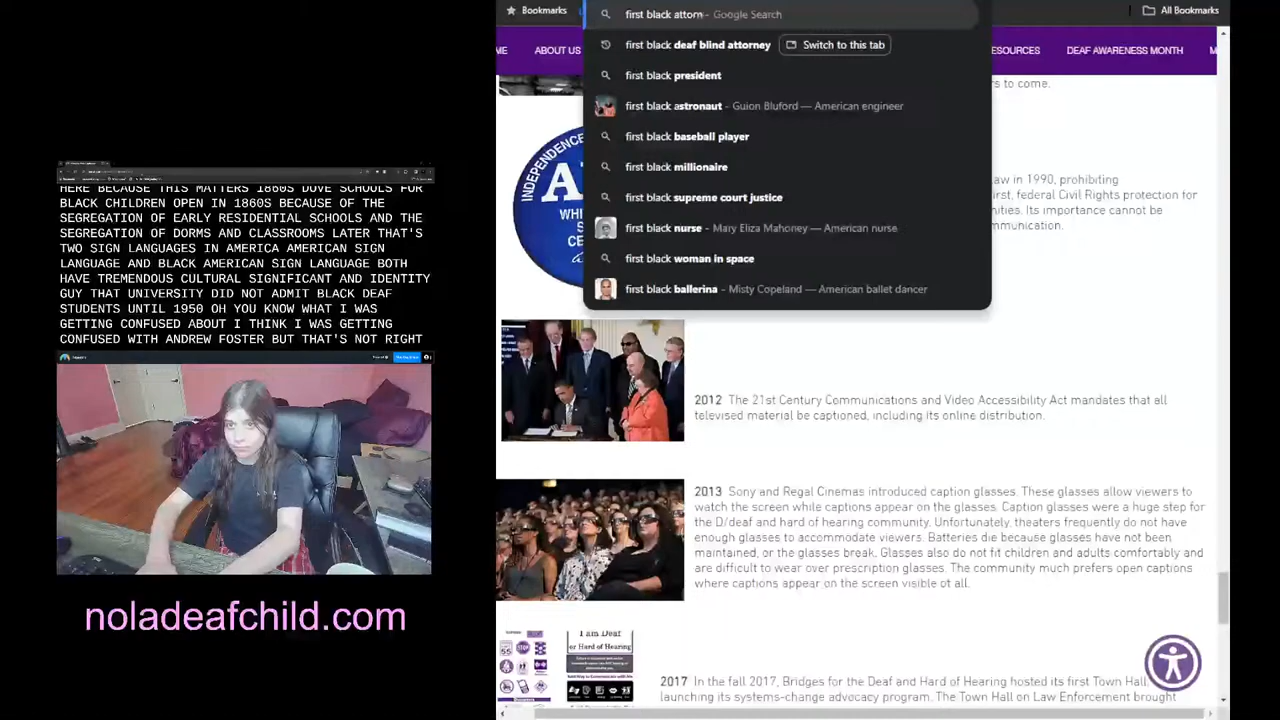 HERE BECAUSE THIS MATTERS 1860S DOVE SCHOOLS FOR
BLACK CHILDREN OPEN IN 1860S BECAUSE OF THE
SEGREGATION OF EARLY RESIDENTIAL SCHOOLS AND THE
SEGREGATION OF DORMS AND CLASSROOMS LATER THAT'S
TWO SIGN LANGUAGES IN AMERICA AMERICAN SIGN
LANGUAGE AND BLACK AMERICAN SIGN LANGUAGE BOTH
HAVE TREMENDOUS CULTURAL SIGNIFICANT AND IDENTITY
GUY THAT UNIVERSITY DID NOT ADMIT BLACK DEAF
STUDENTS UNTIL 1950 OH YOU KNOW WHAT I WAS
GETTING CONFUSED ABOUT I THINK I WAS GETTING
CONFUSED WITH ANDREW FOSTER BUT THAT'S NOT RIGHT
noladeafchild.com
Bookmarks
All Bookmarks
ABOUT US
DEAF AWARENESS MONTH
first black attorn - Google Search
first black deaf blind attorney
Switch to this tab
first black president
first black astronaut - Guion Bluford — American engineer
first black baseball player
first black millionaire
first black supreme court justice
first black nurse - Mary Eliza Mahoney — American nurse
first black woman in space
first black ballerina - Misty Copeland — American ballet dancer
to come.
aw in 1990, prohibiting
federal Civil Rights protection for
Its importance cannot be
INDEPENDENCE
2012 The 21st Century Communications and Video Accessibility Act mandates that all
televised material be captioned, including its online distribution.
2013 Sony and Regal Cinemas introduced caption glasses. These glasses allow viewers to
watch the screen while captions appear on the glasses. Caption glasses were a huge step for
the D/deaf and hard of hearing community. Unfortunately, theaters frequently do not have
enough glasses to accommodate viewers. Batteries die because glasses have not been
maintained, or the glasses break. Glasses also do not fit children and adults comfortably and
are difficult to wear over prescription glasses. The community much prefers open captions
where captions appear on the screen visible ot all.
I am Deaf
or Hard of Hearing
2017 In the fall 2017, Bridges for the Deaf and Hard of Hearing hosted its first Town Hall,
launching its systems-change advocacy program. The Town Hall on Law Enforcement brought